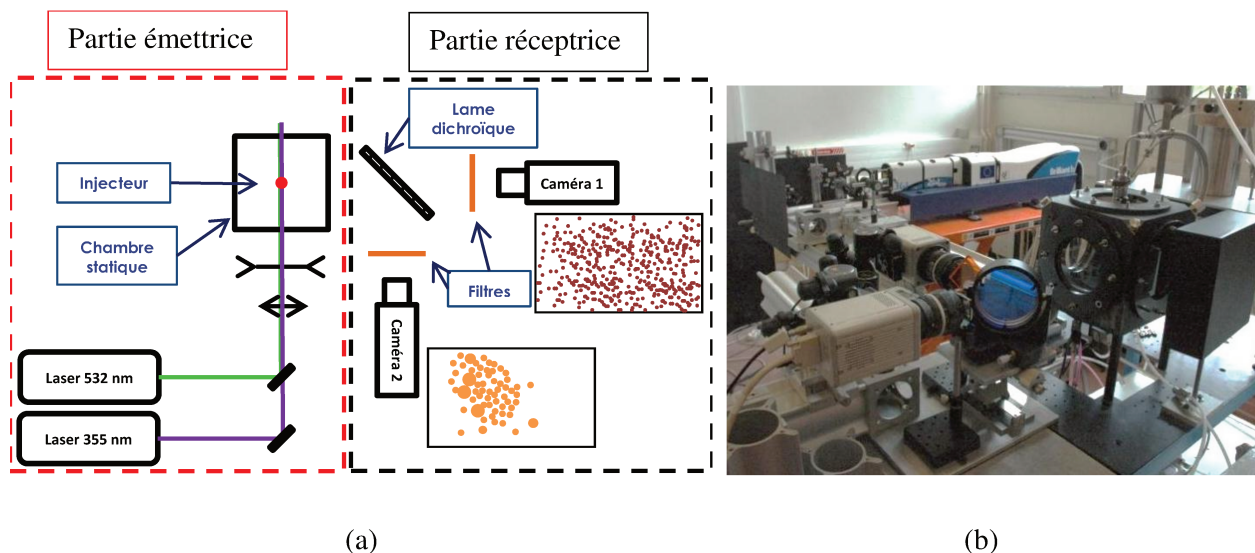 Partie émettrice
Partie réceptrice
Lame
dichroïque
Injecteur
Caméra 1
Chambre
statique
Filtres
Caméra 2
Laser 532 nm
Laser 355 nm
Brilliant
(a)
(b)